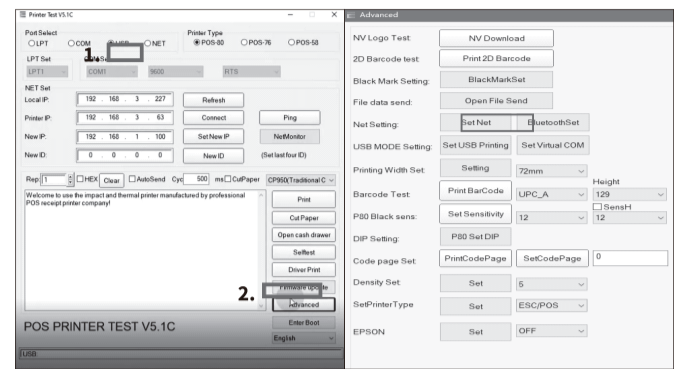 Printer Test V5.1C
Port Select
LPT
COM
USB
NET
Printer Type
POS-80
POS-76
POS-58
1.
LPT Set
LPT1
COM1
9600
RTS
NET Set
Local IP:
192 . 168 . 3 . 227
Refresh
Printer IP:
192 . 168 . 3 . 63
Connect
Ping
New IP:
192 . 168 . 1 . 100
Set New IP
NetMonitor
New ID:
0 . 0 . 0 . 0
New ID
(Set last four ID)
Rep: 1
HEX
Clear
AutoSend
Cyc
500
ms
CutPaper
CP950(Traditional C
Welcome to use the impact and thermal printer manufactured by professional
POS receipt printer company!
Print
Cut Paper
Open cash drawer
Selftest
Driver Print
Firmware update
2.
Advanced
Enter Boot
English
POS PRINTER TEST V5.1C
USB
Advanced
NV Logo Test:
NV Download
2D Barcode test:
Print 2D Barcode
Black Mark Setting:
BlackMarkSet
File data send:
Open File Send
Net Setting:
Set Net
BluetoothSet
USB MODE Setting:
Set USB Printing
Set Virtual COM
Printing Width Set:
Setting
72mm
Height
Barcode Test:
Print BarCode
UPC_A
129
SensH
P80 Black sens:
Set Sensitivity
12
12
DIP Setting:
P80 Set DIP
Code page Set:
PrintCodePage
SetCodePage
0
Density Set:
Set
5
SetPrinterType
Set
ESC/POS
EPSON
Set
OFF